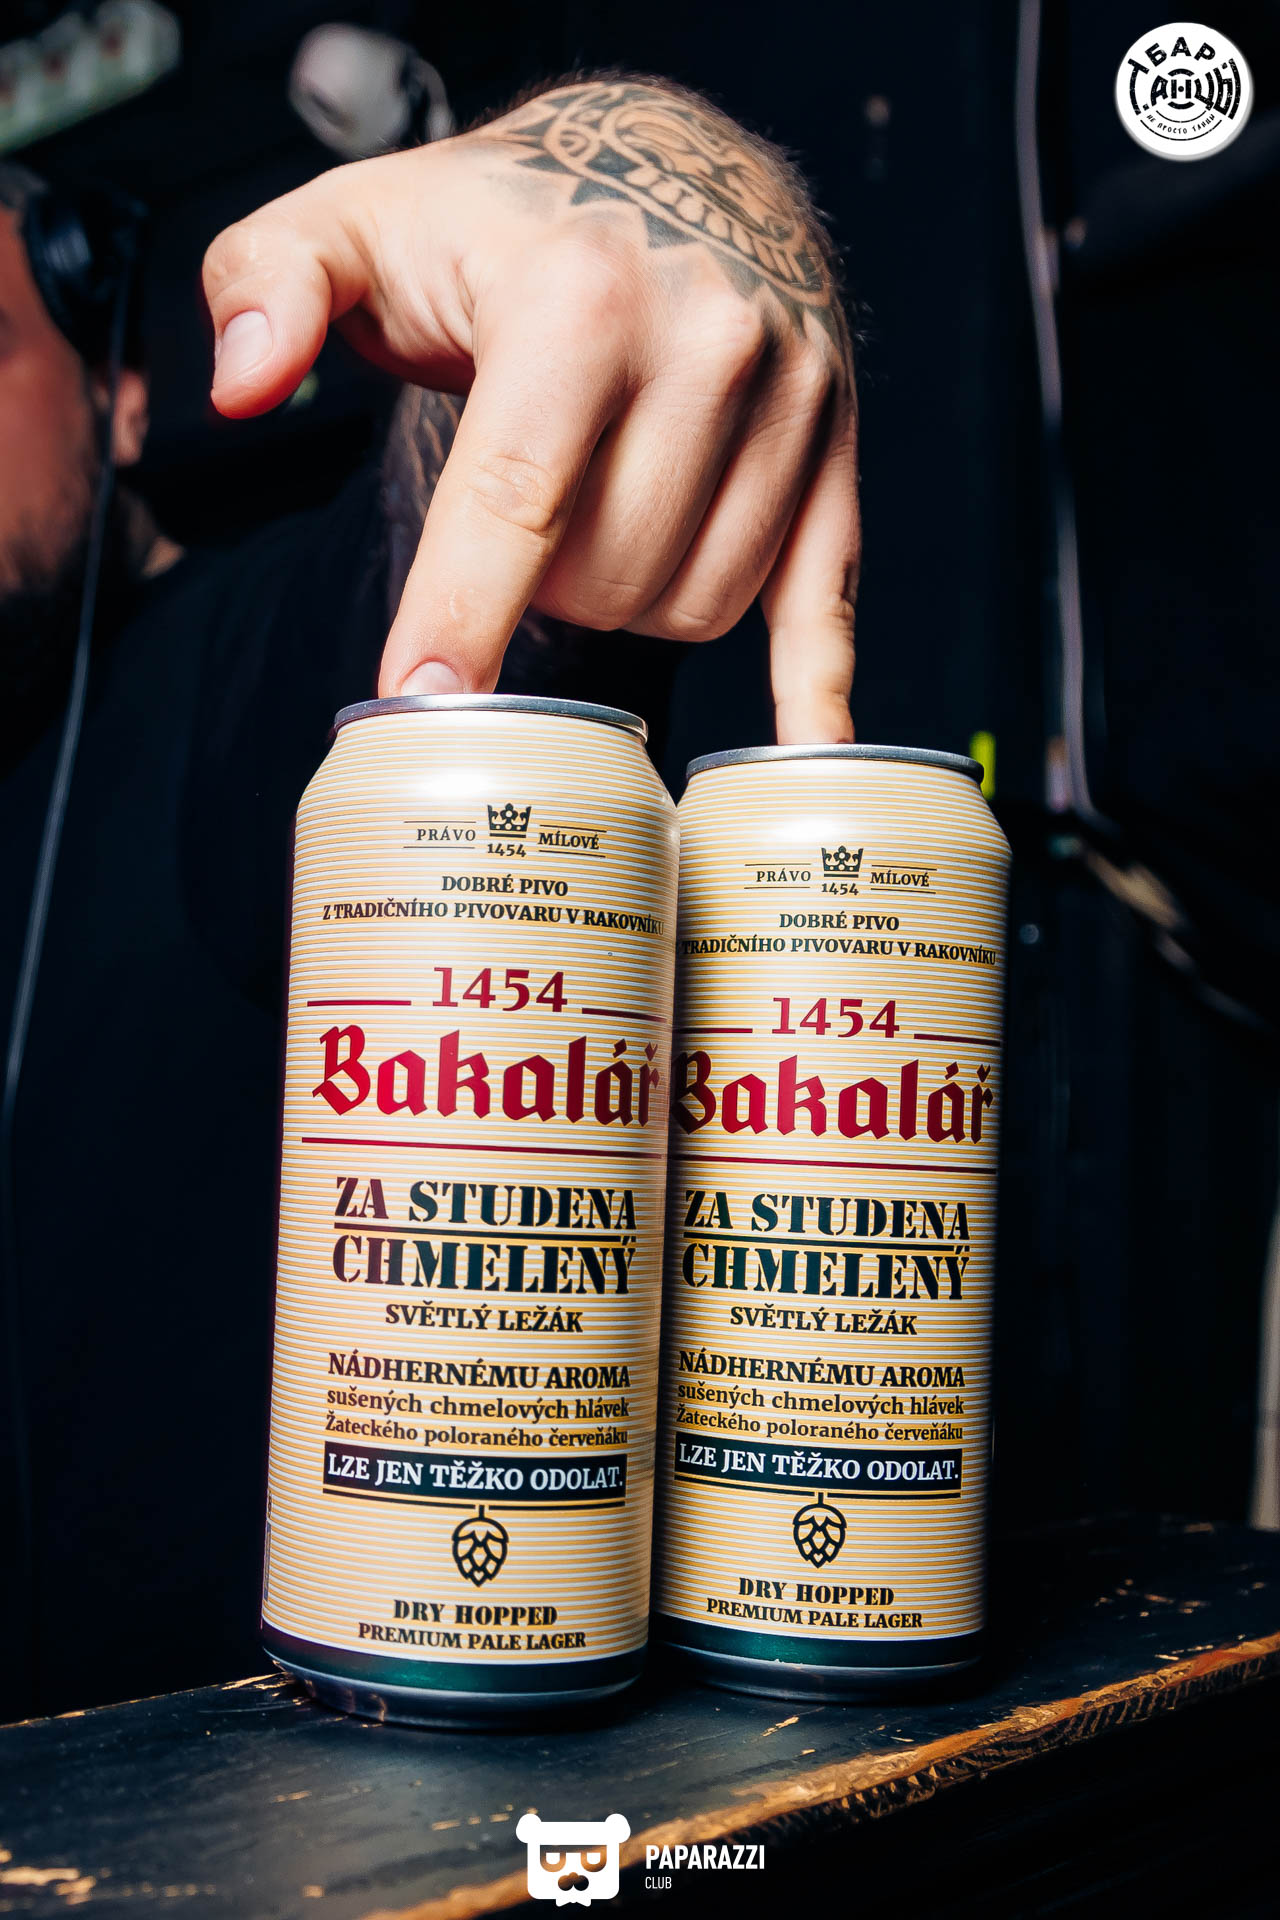 ТБАР
ТАНЦЫ
НЕ ПРОСТО ТАНЦЫ
PRÁVO MÍLOVÉ
1454
DOBRÉ PIVO
Z TRADIČNÍHO PIVOVARU V RAKOVNÍKU
1454
Bakalář
ZA STUDENA
CHMELENÝ
SVĚTLÝ LEŽÁK
NÁDHERNÉMU AROMA
sušených chmelových hlávek
Žateckého poloraného červeňáku
LZE JEN TĚŽKO ODOLAT.
DRY HOPPED
PREMIUM PALE LAGER
PRÁVO MÍLOVÉ
1454
DOBRÉ PIVO
TRADIČNÍHO PIVOVARU V RAKOVNÍKU
1454
Bakalář
ZA STUDENA
CHMELENÝ
SVĚTLÝ LEŽÁK
NÁDHERNÉMU AROMA
sušených chmelových hlávek
Žateckého poloraného červeňáku
LZE JEN TĚŽKO ODOLAT.
DRY HOPPED
PREMIUM PALE LAGER
PAPARAZZI
CLUB